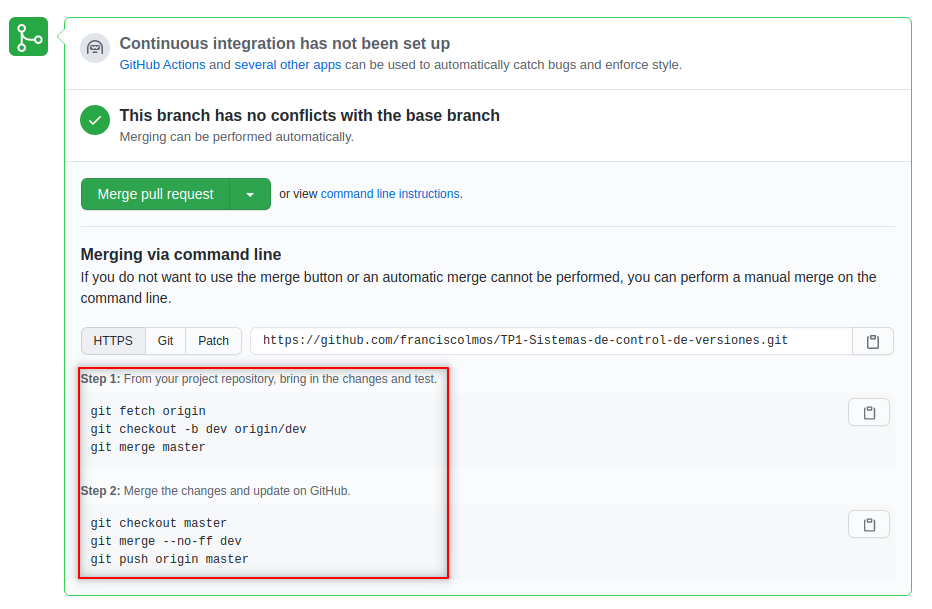 Continuous integration has not been set up
GitHub Actions and several other apps can be used to automatically catch bugs and enforce style.
This branch has no conflicts with the base branch
Merging can be performed automatically.
Merge pull request or view command line instructions.
Merging via command line
If you do not want to use the merge button or an automatic merge cannot be performed, you can perform a manual merge on the
command line.
HTTPS Git Patch https://github.com/franciscolmos/TP1-Sistemas-de-control-de-versiones.git
Step 1: From your project repository, bring in the changes and test.
git fetch origin
git checkout -b dev origin/dev
git merge master
Step 2: Merge the changes and update on GitHub.
git checkout master
git merge --no-ff dev
git push origin master